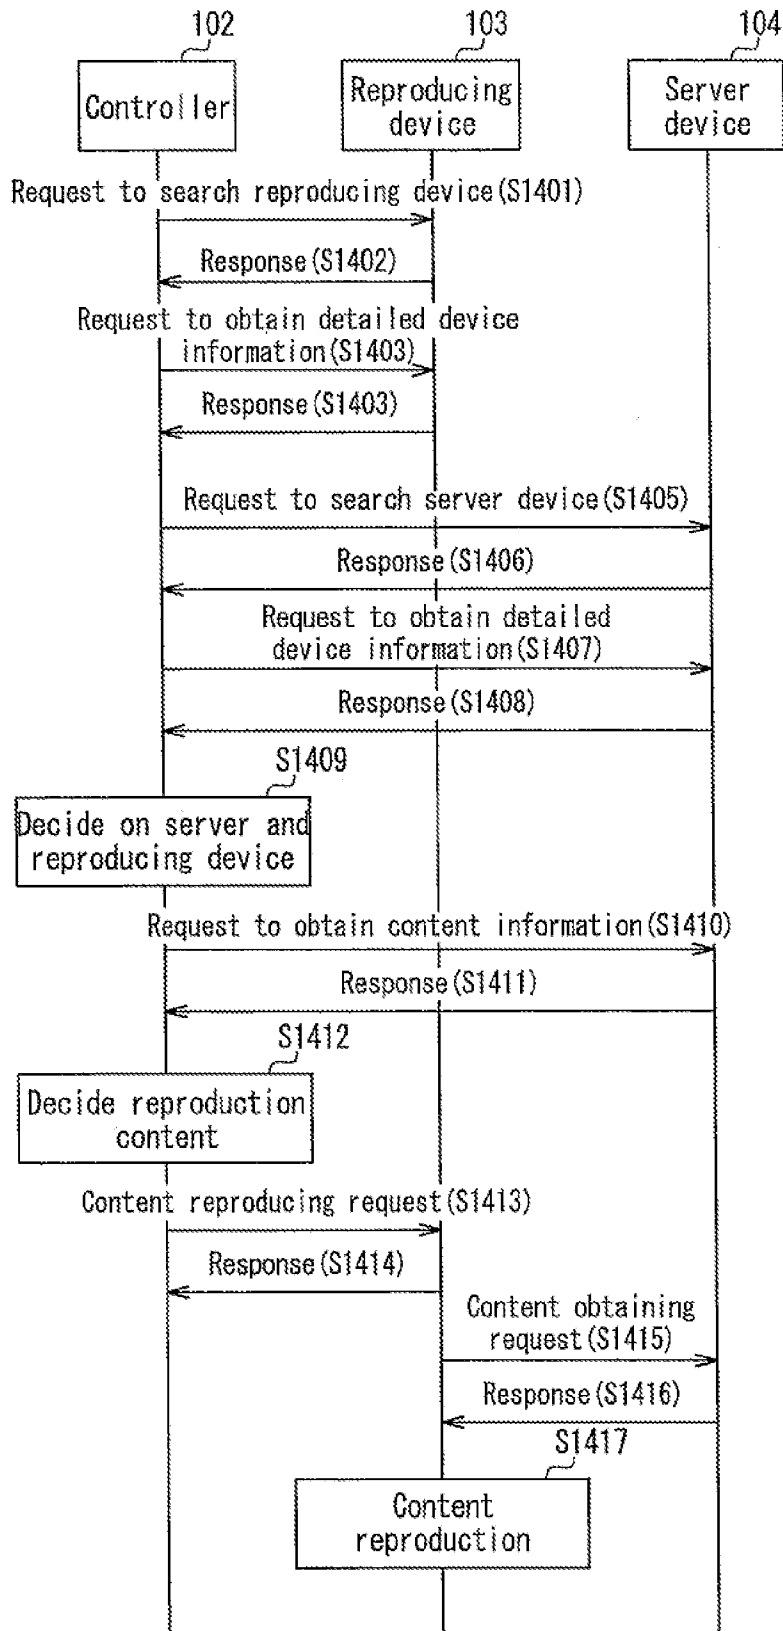 102
103
104
Controller
Reproducing
device
Server
device
Request to search reproducing device(S1401)
Response(S1402)
Request to obtain detailed device
information(S1403)
Response(S1403)
Request to search server device(S1405)
Response(S1406)
Request to obtain detailed
device information(S1407)
Response(S1408)
S1409
Decide on server and
reproducing device
Request to obtain content information(S1410)
Response(S1411)
S1412
Decide reproduction
content
Content reproducing request(S1413)
Response(S1414)
Content obtaining
request(S1415)
Response(S1416)
S1417
Content
reproduction